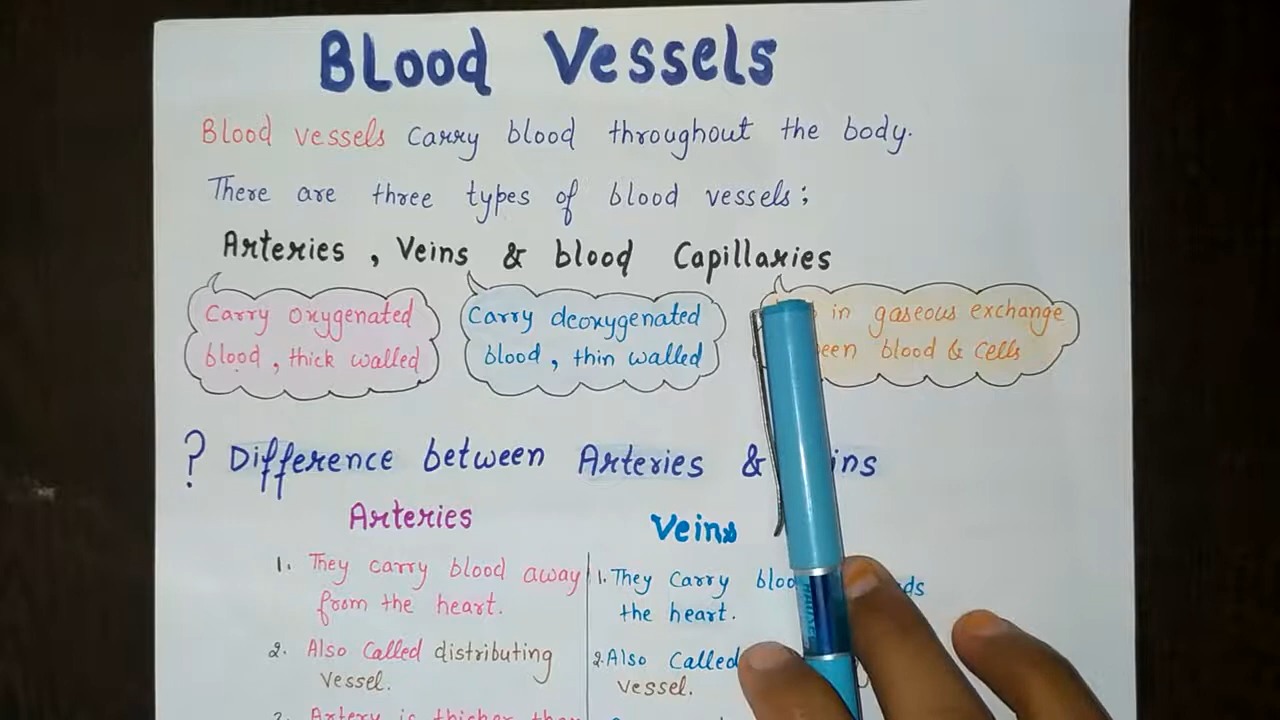 Blood Vessels
Blood vessels carry blood throughout the body.
There are three types of blood vessels;
Arteries, Veins & blood Capillaries
Carry oxygenated
blood, thick walled
Carry deoxygenated
blood, thin walled
in gaseous exchange
blood & cells
? Difference between Arteries &
Arteries
Veins
1. They carry blood away
from the heart.
1. They carry
the heart.
2. Also Called distributing
vessel.
2. Also Called
vessel.
Artery is thicker